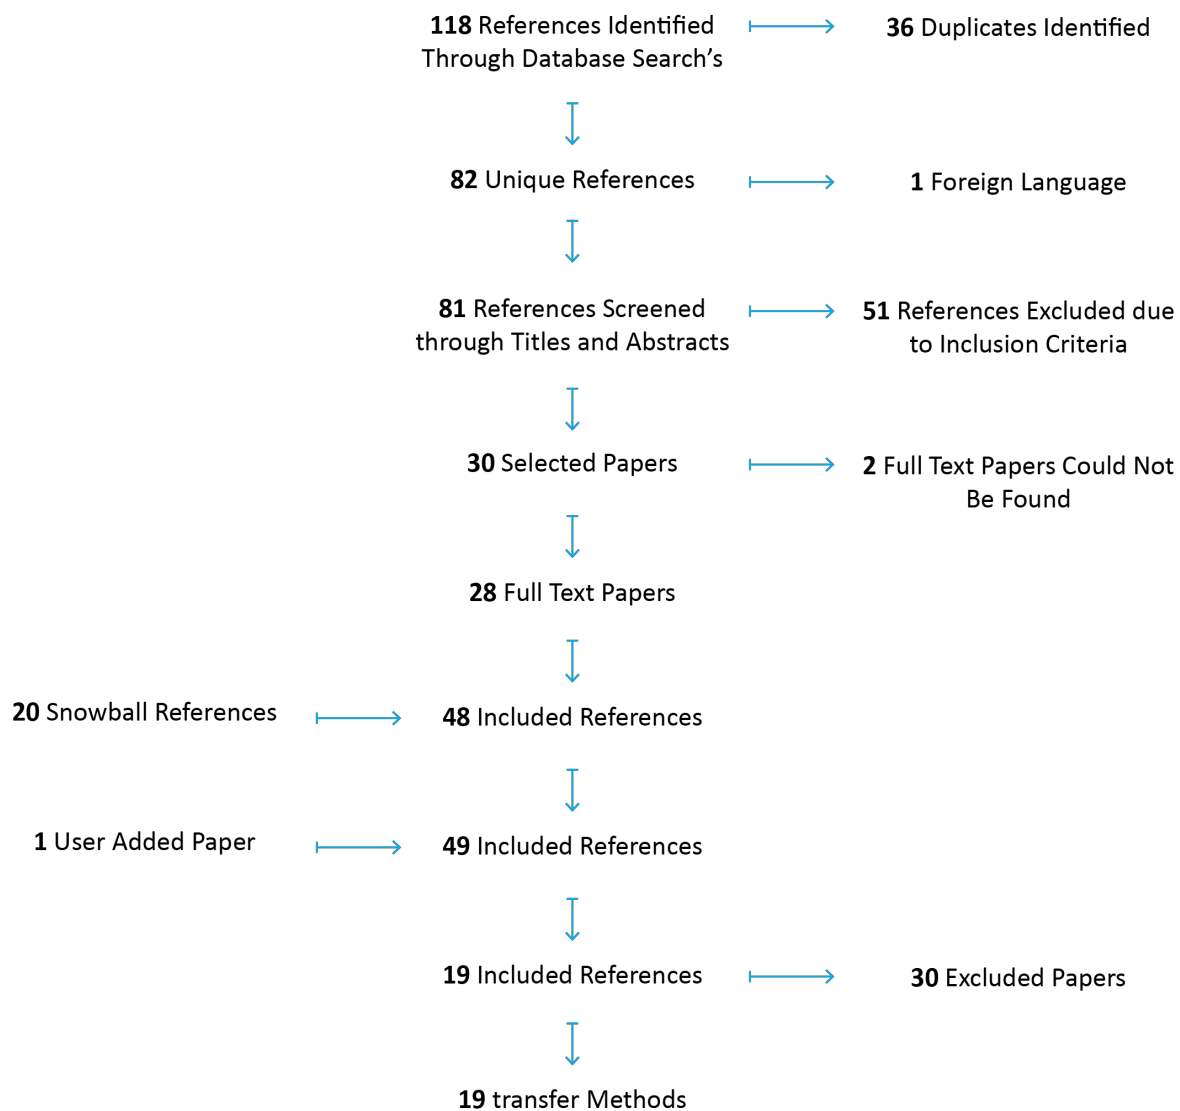 118 References Identified
Through Database Search's
36 Duplicates Identified
82 Unique References
1 Foreign Language
81 References Screened
through Titles and Abstracts
51 References Excluded due
to Inclusion Criteria
30 Selected Papers
2 Full Text Papers Could Not
Be Found
28 Full Text Papers
20 Snowball References
48 Included References
1 User Added Paper
49 Included References
19 Included References
30 Excluded Papers
19 transfer Methods